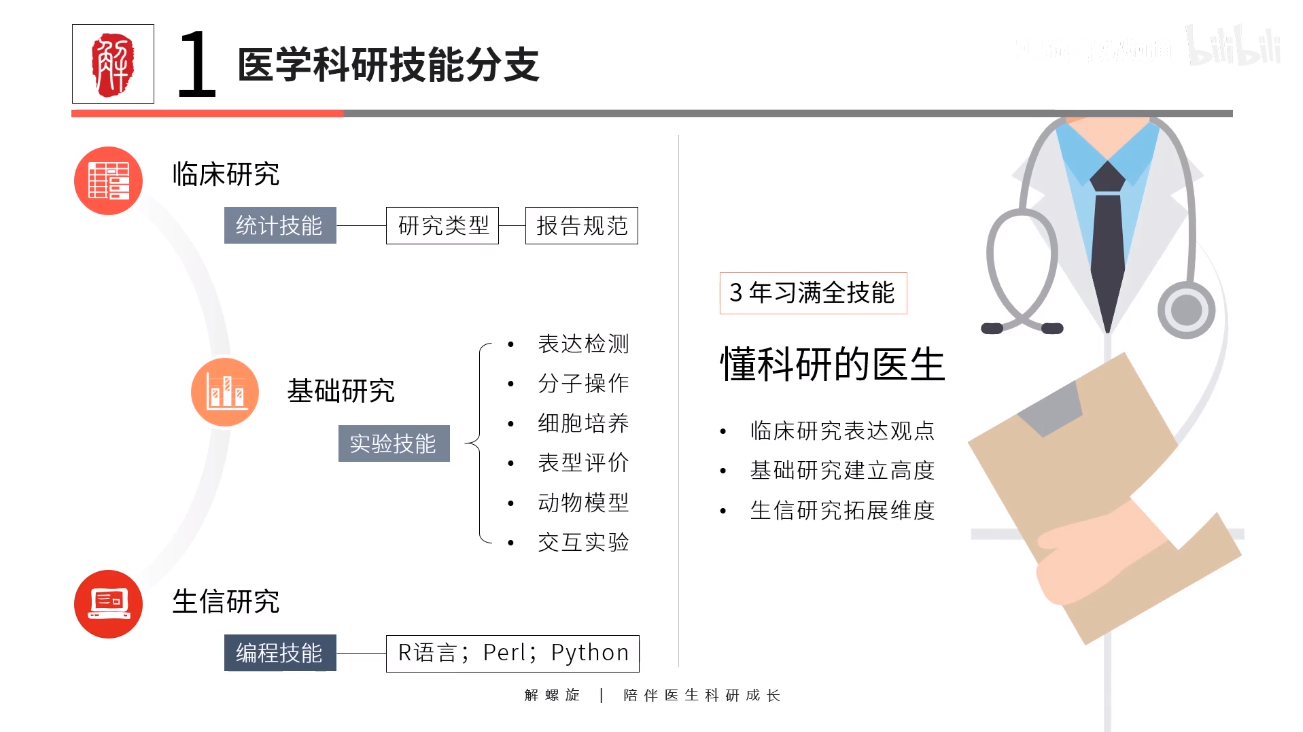 解
1 医学科研技能分支
bilibili
临床研究
统计技能 研究类型 报告规范
基础研究
实验技能
• 表达检测
• 分子操作
• 细胞培养
• 表型评价
• 动物模型
• 交互实验
生信研究
编程技能 R语言；Perl；Python
3 年习满全技能
懂科研的医生
• 临床研究表达观点
• 基础研究建立高度
• 生信研究拓展维度
解螺旋 | 陪伴医生科研成长